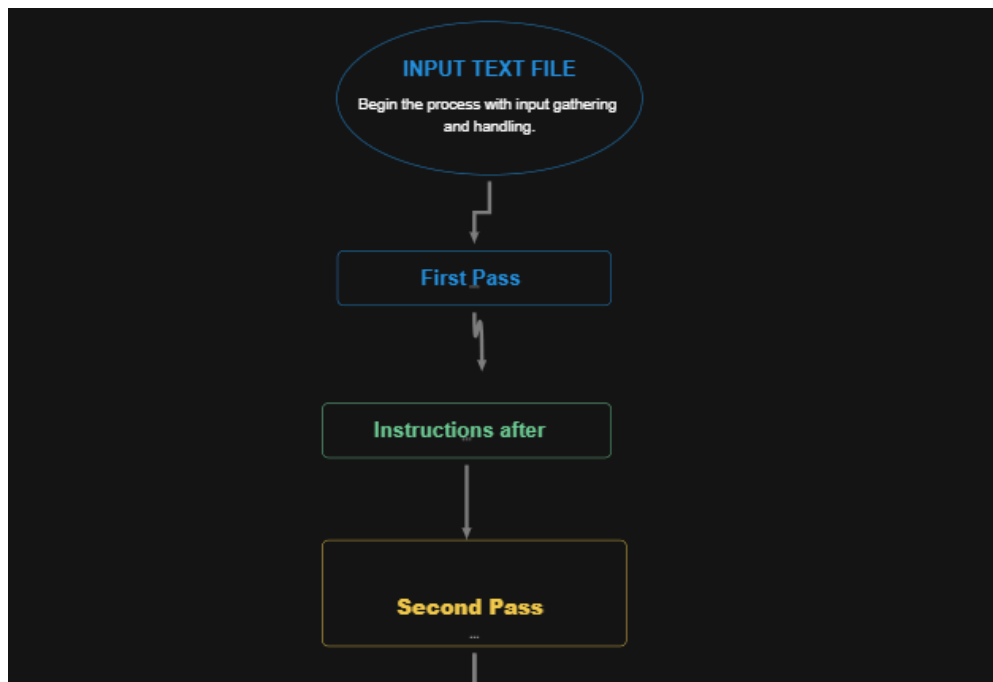 INPUT TEXT FILE
Begin the process with input gathering
and handling.
First Pass
...
Instructions after
...
Second Pass
...